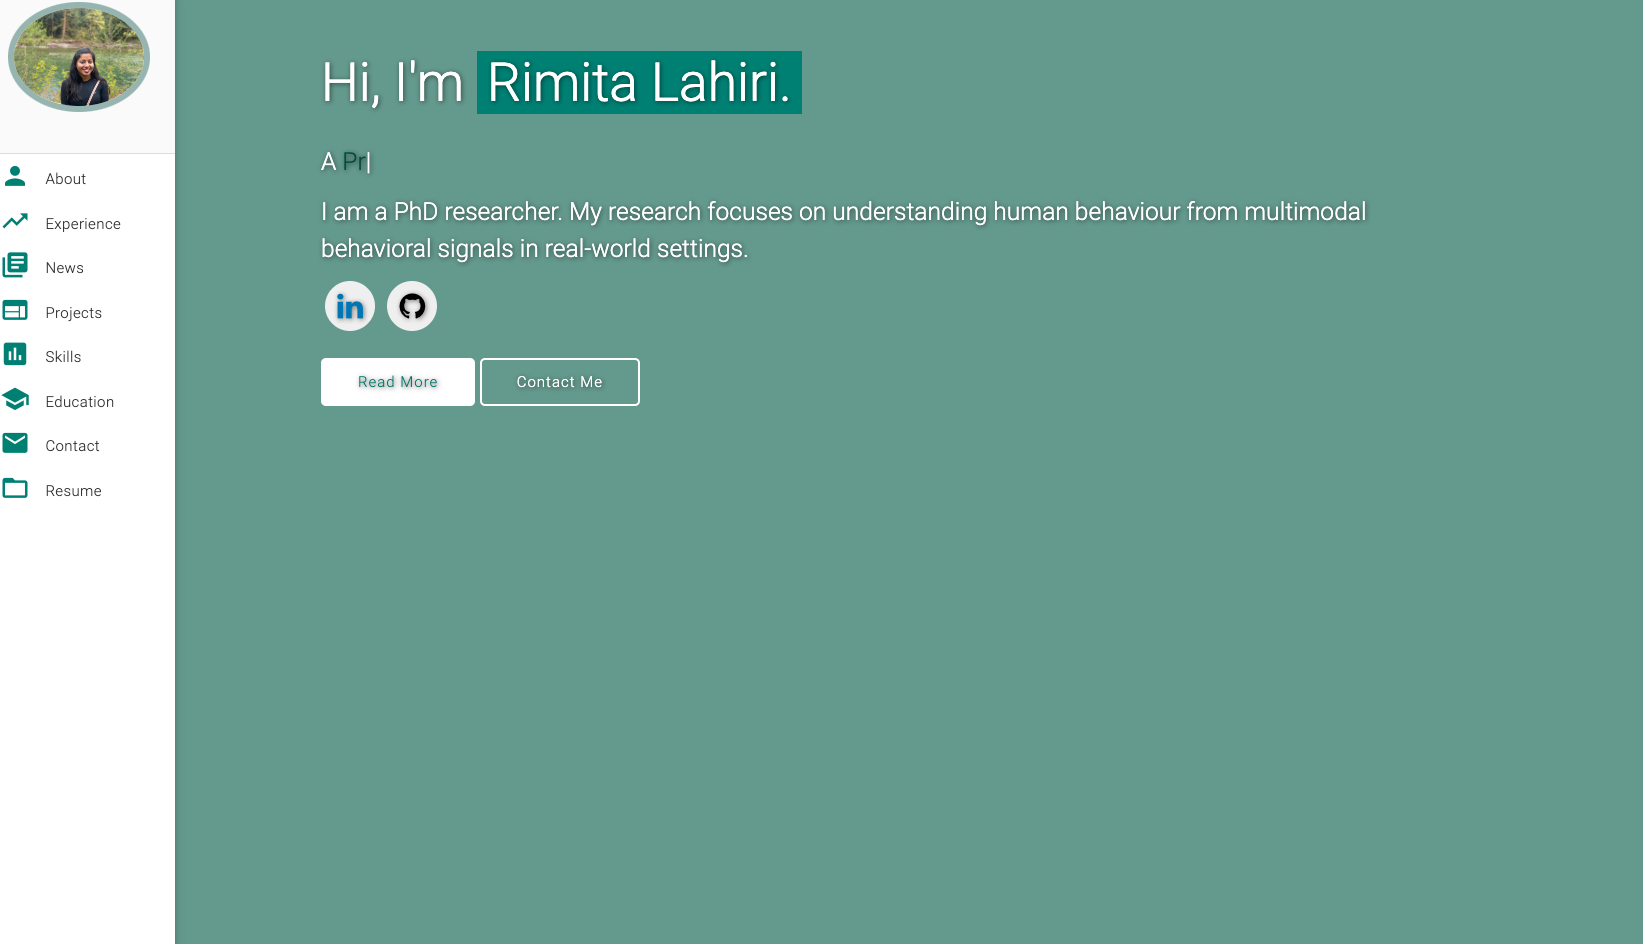 Hi, I'm Rimita Lahiri.
A Pr|
I am a PhD researcher. My research focuses on understanding human behaviour from multimodal
behavioral signals in real-world settings.
in
Read More
Contact Me
About
Experience
News
Projects
Skills
Education
Contact
Resume